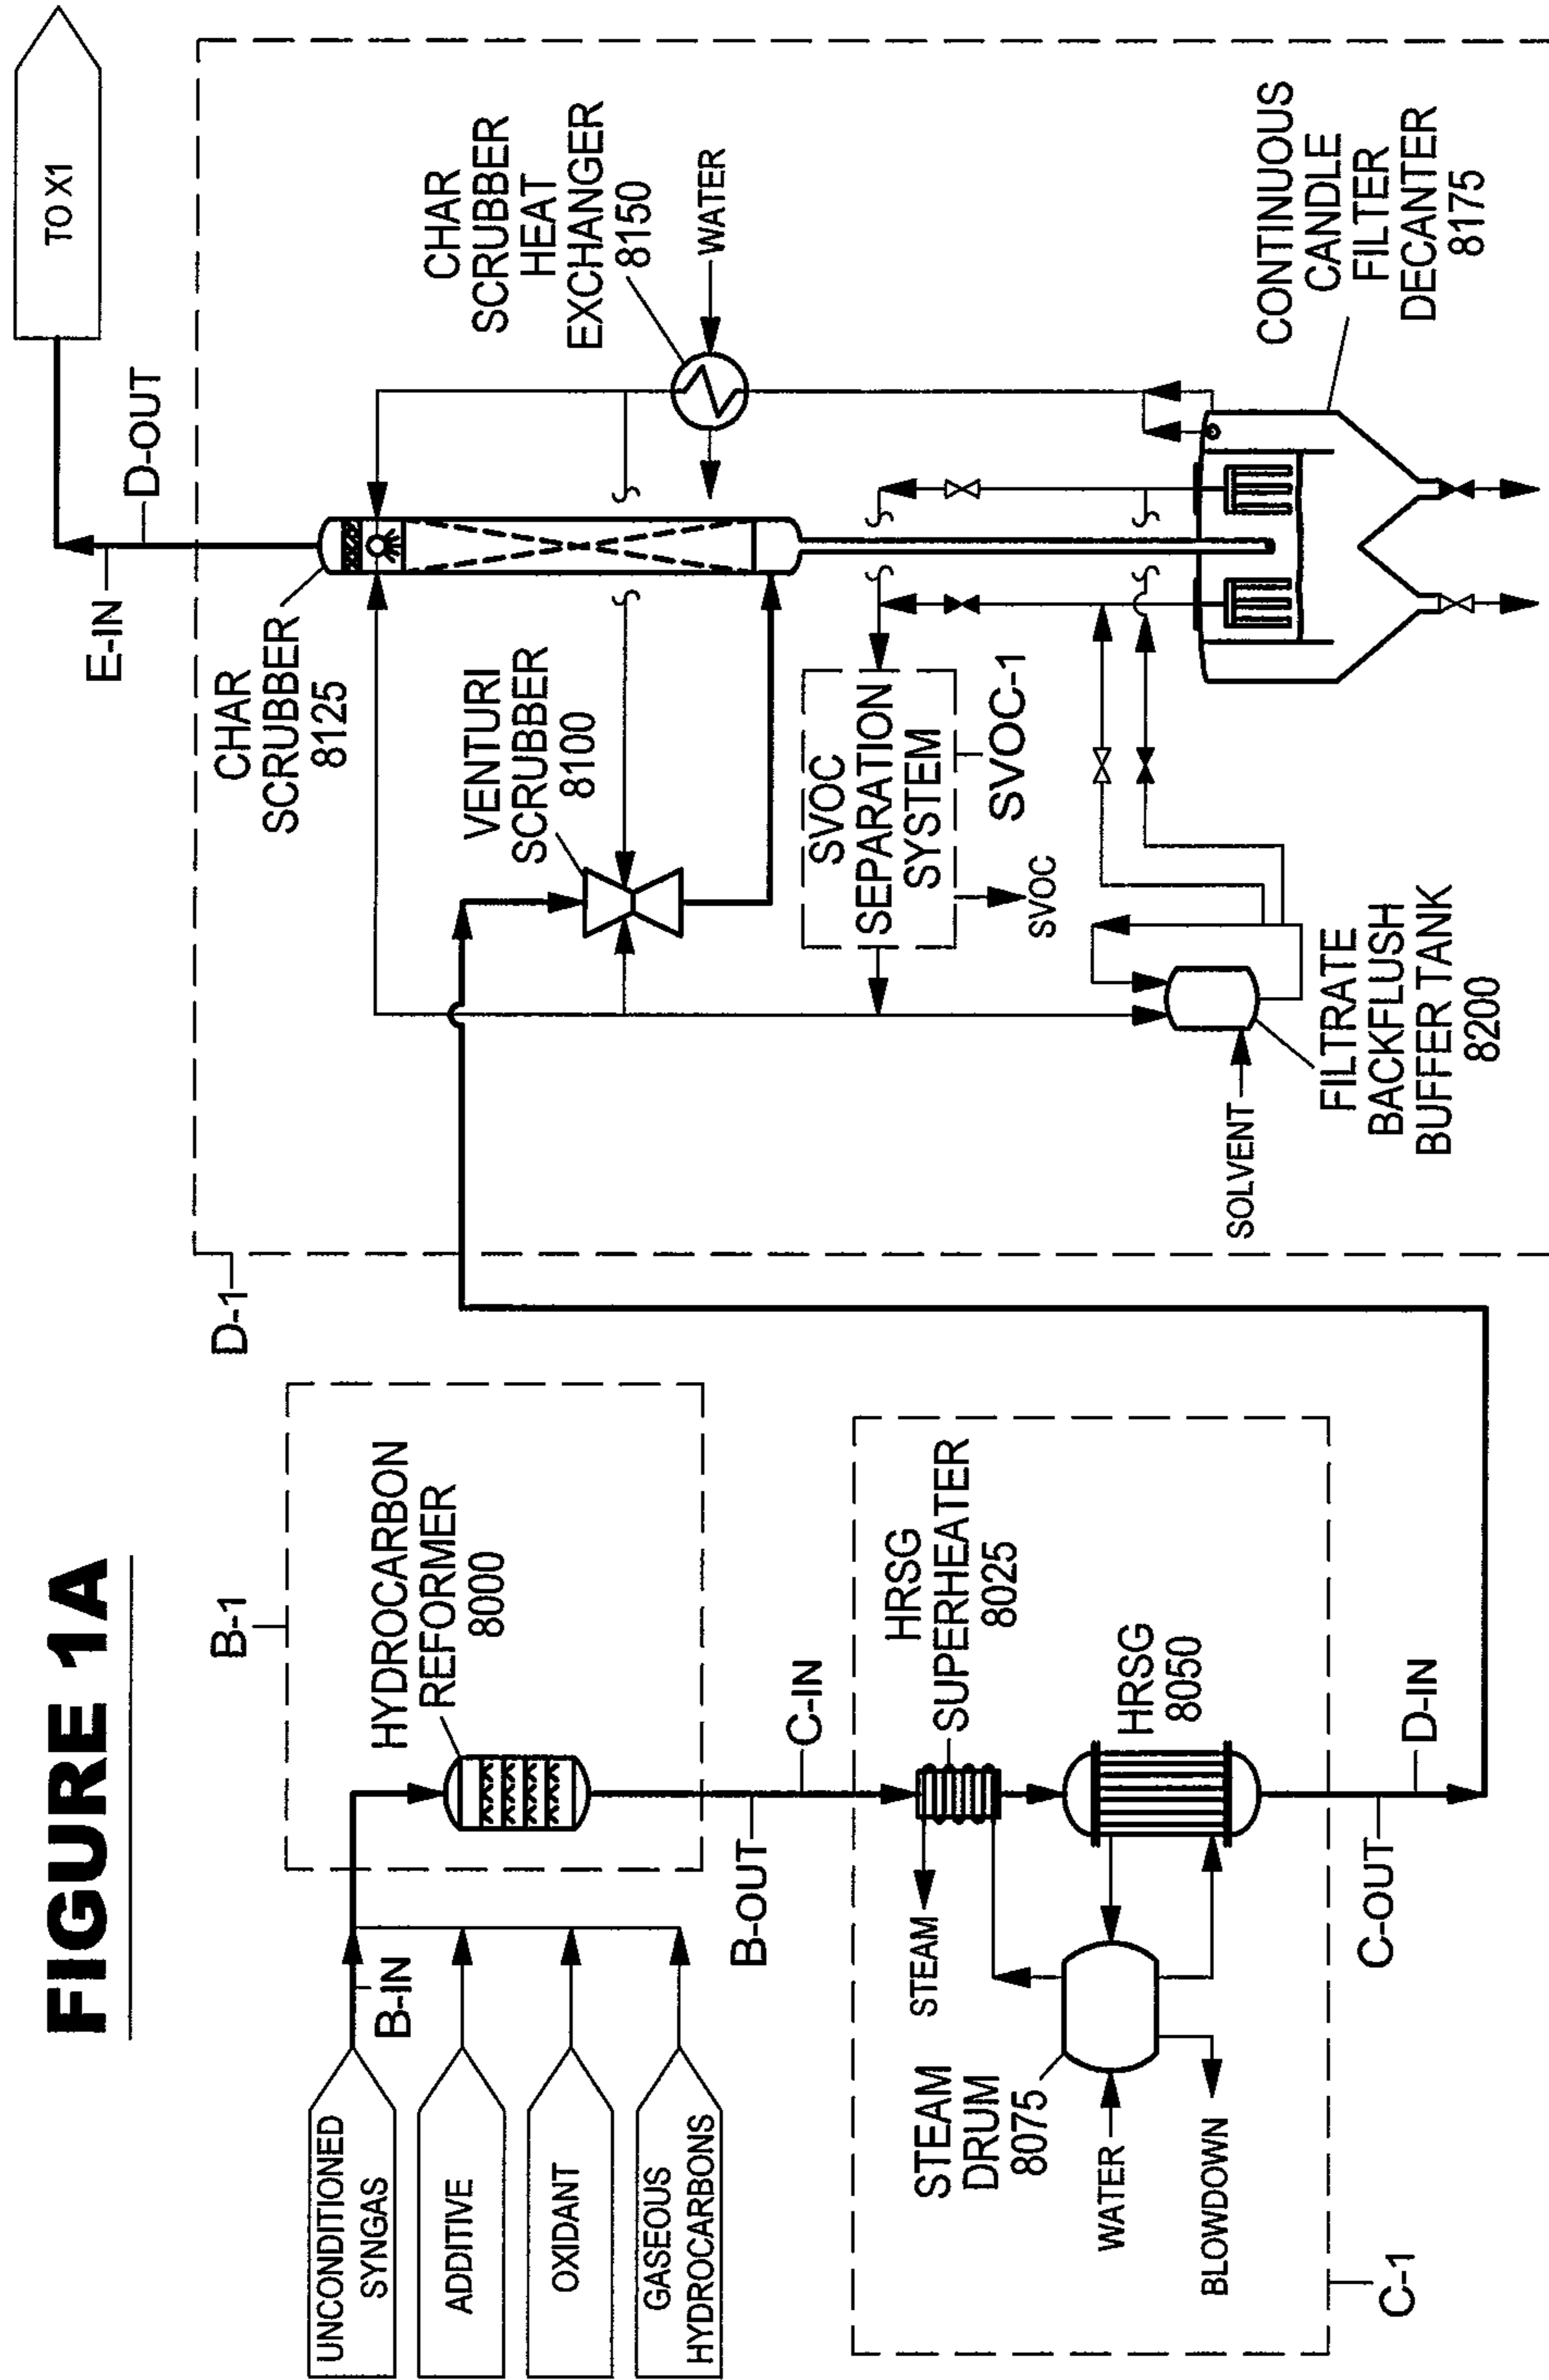 FIGURE 1A
UNCONDITIONED
SYNGAS
ADDITIVE
OXIDANT
GASEOUS
HYDROCARBONS
B-IN
B-1
HYDROCARBON
REFORMER
8000
B-OUT
C-IN
HRSG
SUPERHEATER
8025
STEAM
HRSG
8050
STEAM
DRUM
8075
WATER
BLOWDOWN
C-1
C-OUT
D-IN
D-1
TO X1
E-IN
D-OUT
CHAR
SCRUBBER
8125
VENTURI
SCRUBBER
8100
CHAR
SCRUBBER
HEAT
EXCHANGER
8150
WATER
SVOC
SEPARATION
SYSTEM
SVOC-1
SVOC
SOLVENT
FILTRATE
BACKFLUSH
BUFFER TANK
8200
CONTINUOUS
CANDLE
FILTER
DECANTER
8175